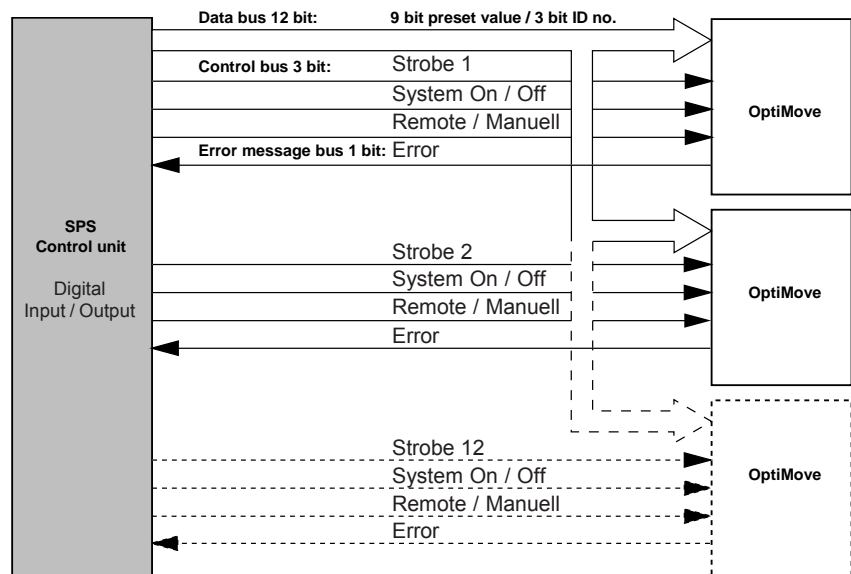 Data bus 12 bit: 9 bit preset value / 3 bit ID no.
Control bus 3 bit: Strobe 1
System On / Off
Remote / Manuell
Error message bus 1 bit: Error
OptiMove
SPS
Control unit
Digital
Input / Output
Strobe 2
System On / Off
Remote / Manuell
Error
OptiMove
Strobe 12
System On / Off
Remote / Manuell
Error
OptiMove